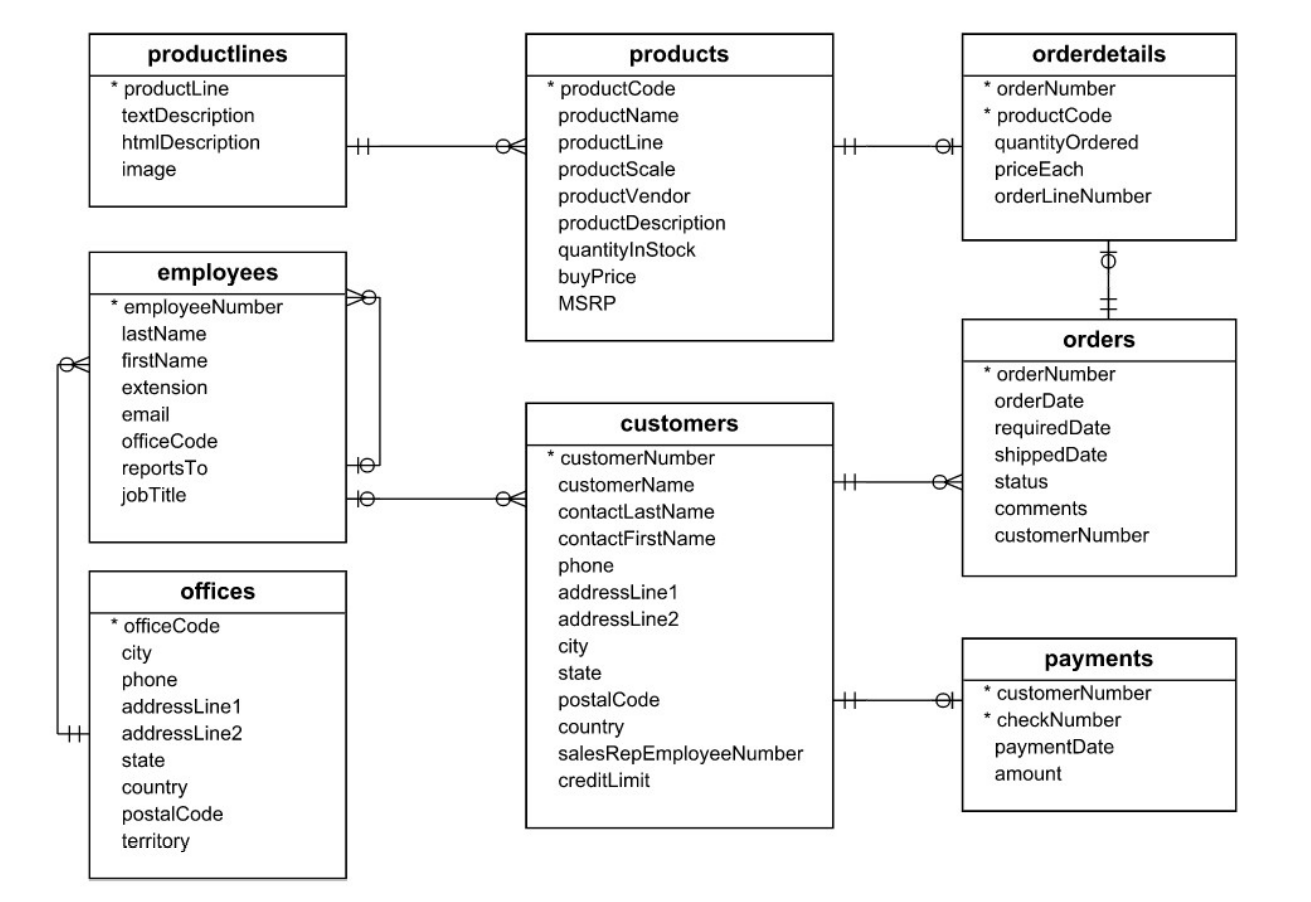 productlines
* productLine
textDescription
htmlDescription
image
products
* productCode
productName
productLine
productScale
productVendor
productDescription
quantityInStock
buyPrice
MSRP
orderdetails
* orderNumber
* productCode
quantityOrdered
priceEach
orderLineNumber
employees
* employeeNumber
lastName
firstName
extension
email
officeCode
reportsTo
jobTitle
customers
* customerNumber
customerName
contactLastName
contactFirstName
phone
addressLine1
addressLine2
city
state
postalCode
country
salesRepEmployeeNumber
creditLimit
orders
* orderNumber
orderDate
requiredDate
shippedDate
status
comments
customerNumber
offices
* officeCode
city
phone
addressLine1
addressLine2
state
country
postalCode
territory
payments
* customerNumber
* checkNumber
paymentDate
amount